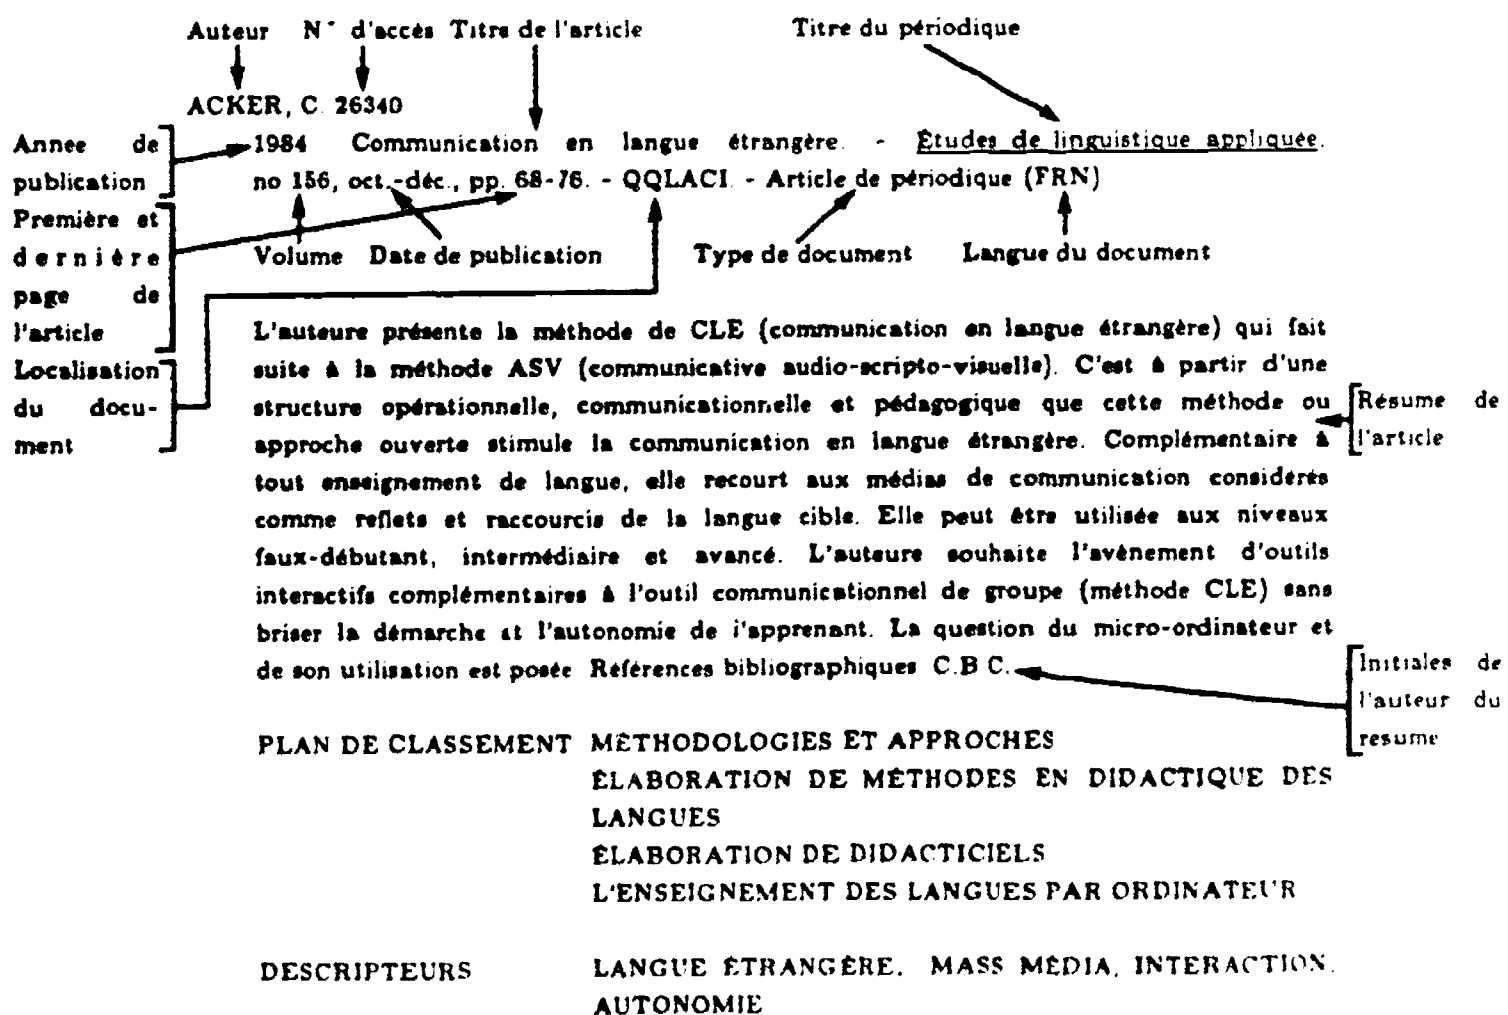 Auteur N° d'accès Titre de l'article Titre du périodique
ACKER, C. 26340
Annee de publication
1984 Communication en langue étrangère. - Études de linguistique appliquée.
no 156, oct.-déc., pp. 68-76. - QQLACI. - Article de périodique (FRN)
Première et
dernière
page de
l'article
Volume Date de publication Type de document Langue du document
Localisation
du docu-
ment
L'auteure présente la méthode de CLE (communication en langue étrangère) qui fait
suite à la méthode ASV (communicative audio-scripto-visuelle). C'est à partir d'une
structure opérationnelle, communicationnelle et pédagogique que cette méthode ou
approche ouverte stimule la communication en langue étrangère. Complémentaire à
tout enseignement de langue, elle recourt aux médias de communication considérés
comme reflets et raccourcis de la langue cible. Elle peut être utilisée aux niveaux
faux-débutant, intermédiaire et avancé. L'auteure souhaite l'avènement d'outils
interactifs complémentaires à l'outil communicationnel de groupe (méthode CLE) sans
briser la démarche et l'autonomie de l'apprenant. La question du micro-ordinateur et
de son utilisation est posée Références bibliographiques C.B C.
Résume de
l'article
Initiales de
l'auteur du
resume
PLAN DE CLASSEMENT MÉTHODOLOGIES ET APPROCHES
ÉLABORATION DE MÉTHODES EN DIDACTIQUE DES
LANGUES
ÉLABORATION DE DIDACTICIELS
L'ENSEIGNEMENT DES LANGUES PAR ORDINATEUR
DESCRIPTEURS LANGUE ÉTRANGÈRE. MASS MÉDIA, INTERACTION.
AUTONOMIE